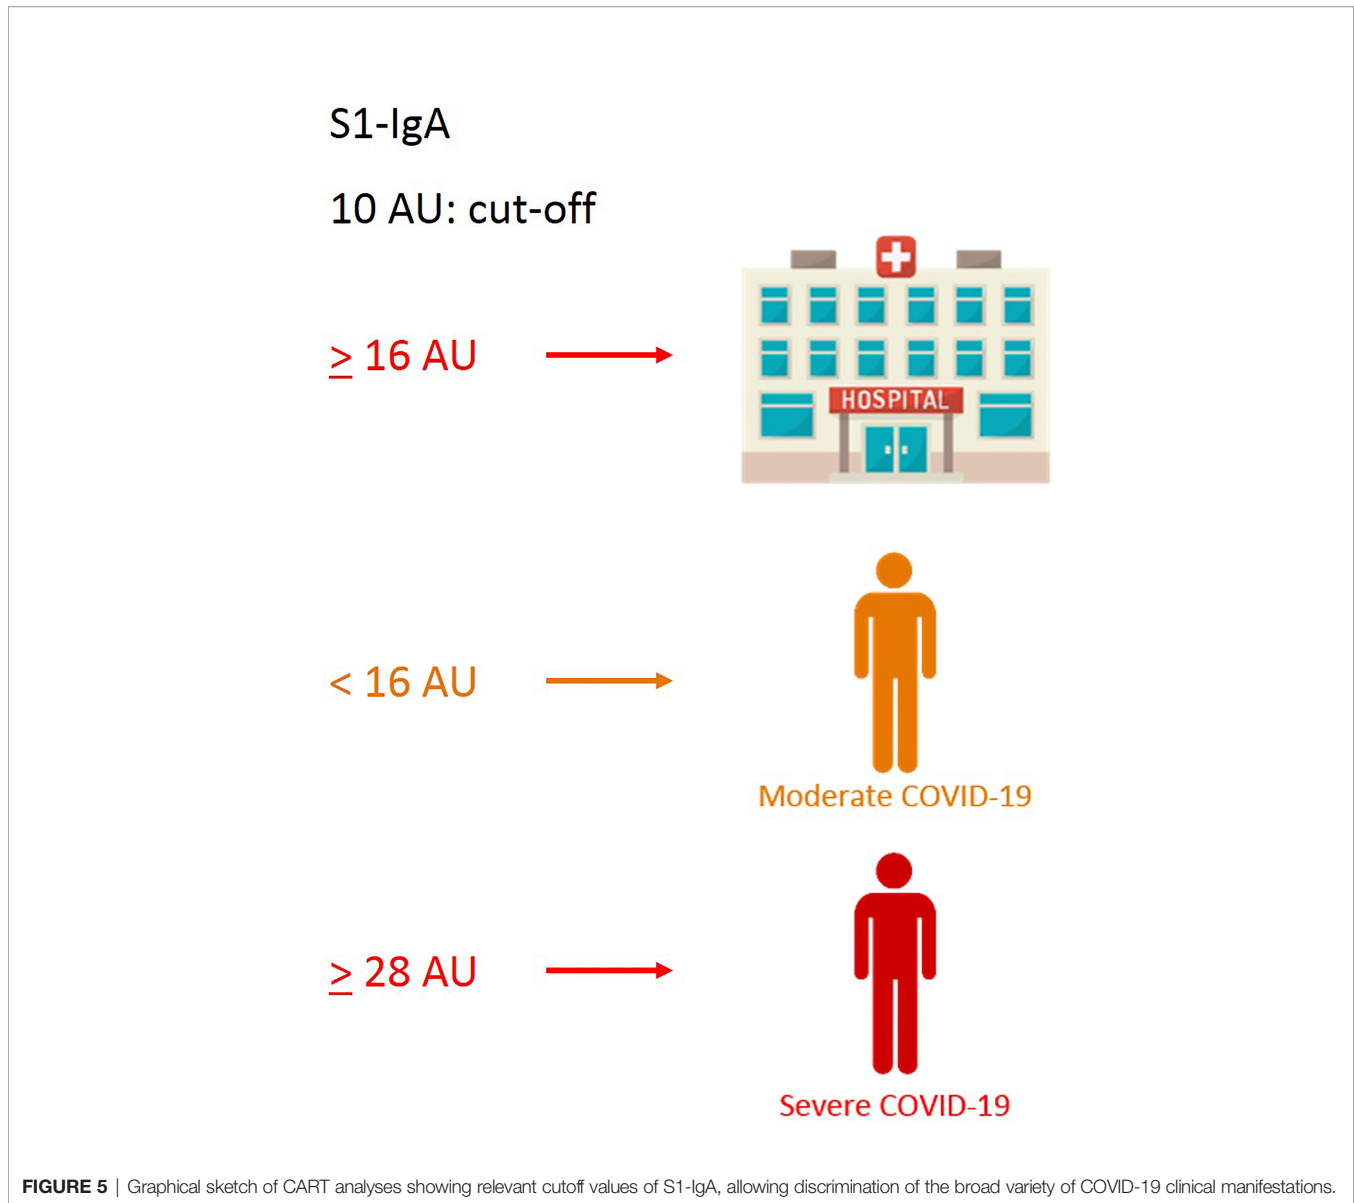 S1-IgA
10 AU: cut-off
≥ 16 AU
HOSPITAL
< 16 AU
Moderate COVID-19
≥ 28 AU
Severe COVID-19
FIGURE 5 | Graphical sketch of CART analyses showing relevant cutoff values of S1-IgA, allowing discrimination of the broad variety of COVID-19 clinical manifestations.